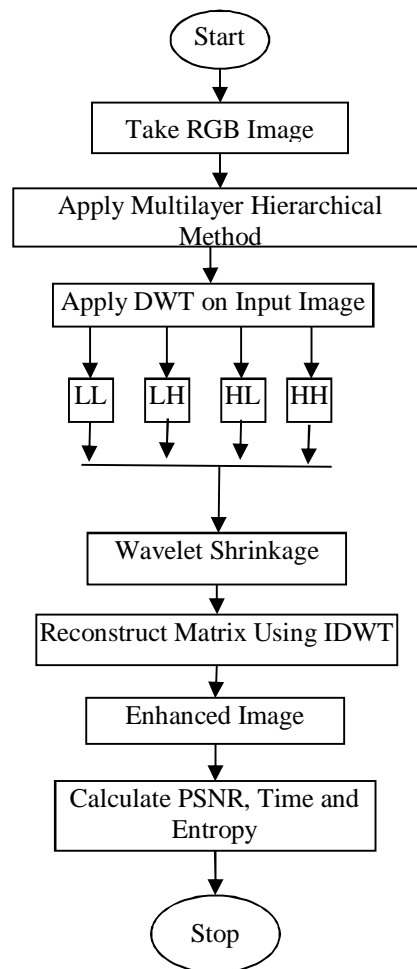 Start
Take RGB Image
Apply Multilayer Hierarchical
Method
Apply DWT on Input Image
LL LH HL HH
Wavelet Shrinkage
Reconstruct Matrix Using IDWT
Enhanced Image
Calculate PSNR, Time and
Entropy
Stop